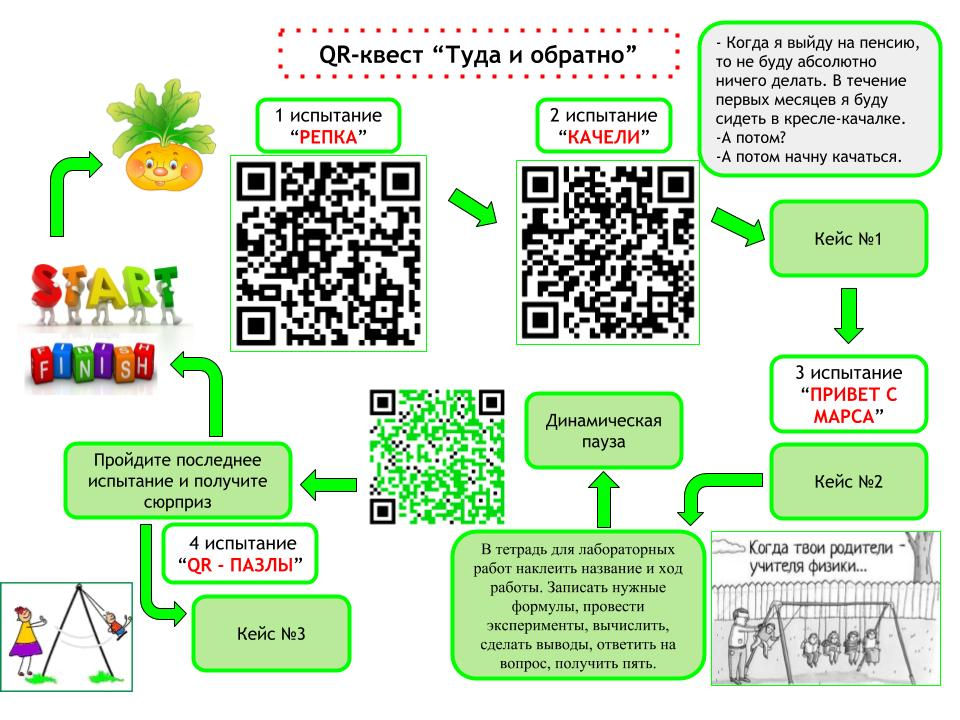 QR-квест “Туда и обратно”
- Когда я выйду на пенсию,
то не буду абсолютно
ничего делать. В течение
первых месяцев я буду
сидеть в кресле-качалке.
-А потом?
-А потом начну качаться.
1 испытание
“РЕПКА”
2 испытание
“КАЧЕЛИ”
Кейс №1
START
FINISH
3 испытание
“ПРИВЕТ С
МАРСА”
Динамическая
пауза
Кейс №2
Пройдите последнее
испытание и получите
сюрприз
4 испытание
“QR - ПАЗЛЫ”
Кейс №3
В тетрадь для лабораторных
работ наклеить название и ход
работы. Записать нужные
формулы, провести
эксперименты, вычислить,
сделать выводы, ответить на
вопрос, получить пять.
Когда твои родители -
учителя физики...